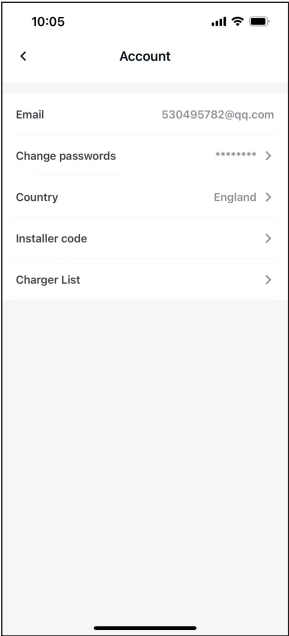 10:05
Account
Email 530495782@qq.com
Change passwords ********
Country England
Installer code
Charger List